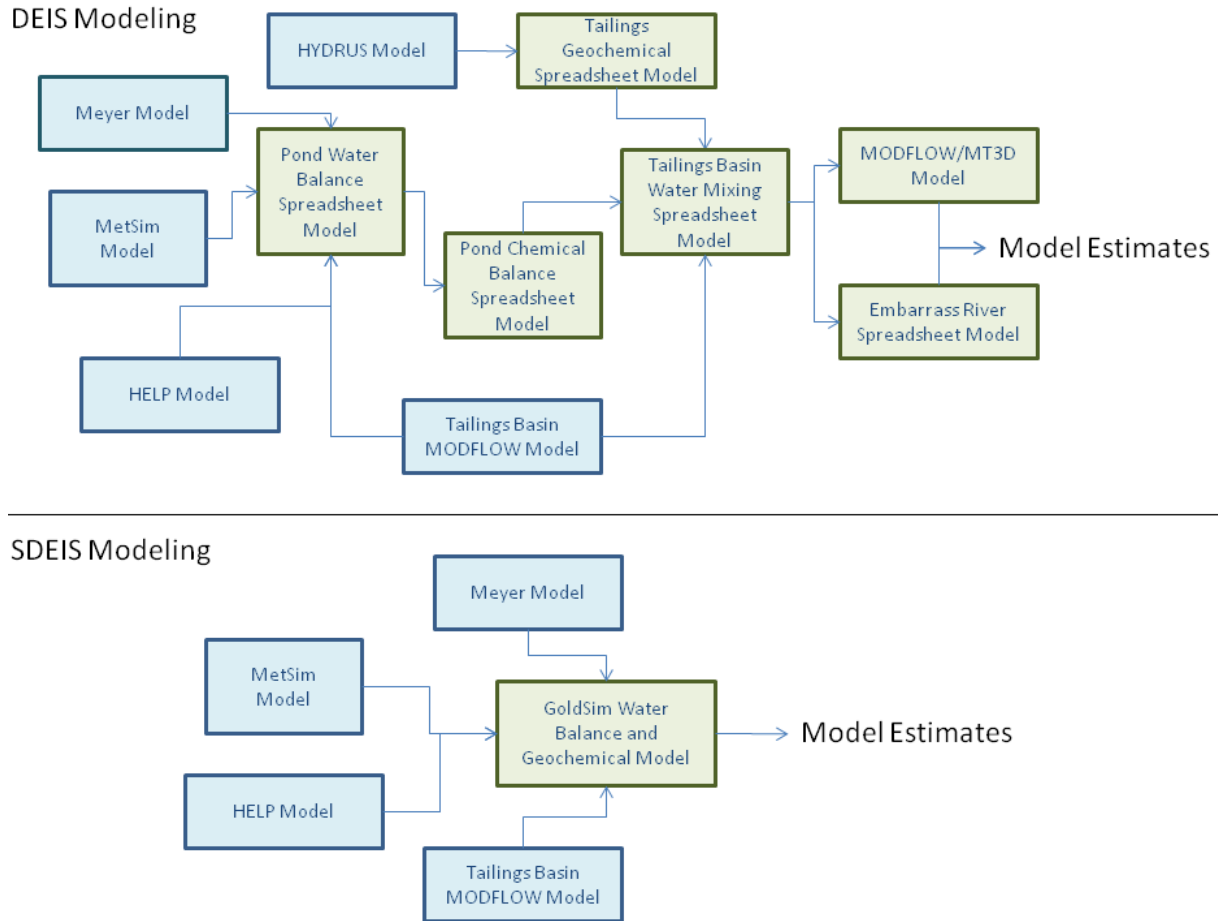 DEIS Modeling
HYDRUS Model
Tailings
Geochemical
Spreadsheet Model
Meyer Model
Pond Water
Balance
Spreadsheet
Model
MetSim
Model
Pond Chemical
Balance
Spreadsheet
Model
Tailings Basin
Water Mixing
Spreadsheet
Model
MODFLOW/MT3D
Model
Model Estimates
Embarrass River
Spreadsheet Model
HELP Model
Tailings Basin
MODFLOW Model
SDEIS Modeling
Meyer Model
MetSim
Model
GoldSim Water
Balance and
Geochemical Model
Model Estimates
HELP Model
Tailings Basin
MODFLOW Model